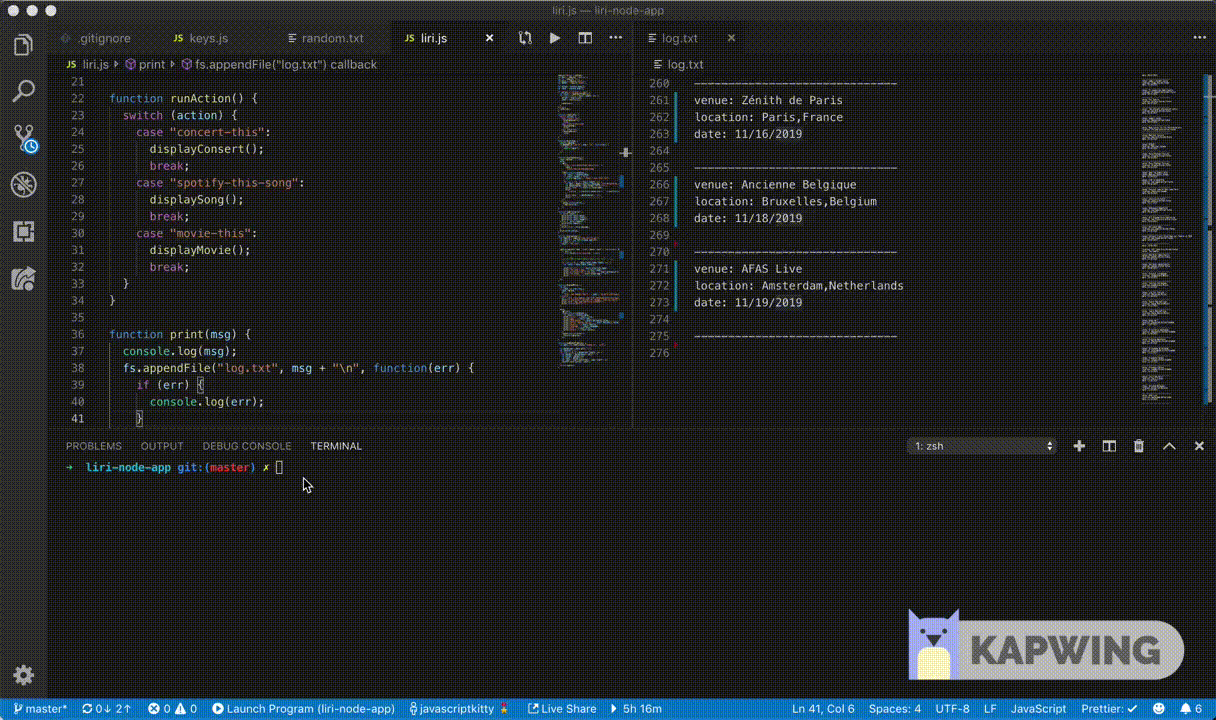 liri.js — liri-node-app
.gitignore
JS keys.js
random.txt
JS liri.js
log.txt
JS liri.js print fs.appendFile("log.txt") callback
log.txt
21
22 function runAction() {
23 switch (action) {
24 case "concert-this":
25 displayConsert();
26 break;
27 case "spotify-this-song":
28 displaySong();
29 break;
30 case "movie-this":
31 displayMovie();
32 break;
33 }
34 }
35
36 function print(msg) {
37 console.log(msg);
38 fs.appendFile("log.txt", msg + "\n", function(err) {
39 if (err) {
40 console.log(err);
41 }
260 ------------------------------
261 venue: Zénith de Paris
262 location: Paris,France
263 date: 11/16/2019
264
265 ------------------------------
266 venue: Ancienne Belgique
267 location: Bruxelles,Belgium
268 date: 11/18/2019
269
270 ------------------------------
271 venue: AFAS Live
272 location: Amsterdam,Netherlands
273 date: 11/19/2019
274
275 ------------------------------
276
PROBLEMS OUTPUT DEBUG CONSOLE TERMINAL 1: zsh
→ liri-node-app git:(master) ✗
KAPWING
master* 0↓ 2↑ 0 0 Launch Program (liri-node-app) javascriptkitty Live Share 5h 16m Ln 41, Col 6 Spaces: 4 UTF-8 LF JavaScript Prettier: ✓ 6